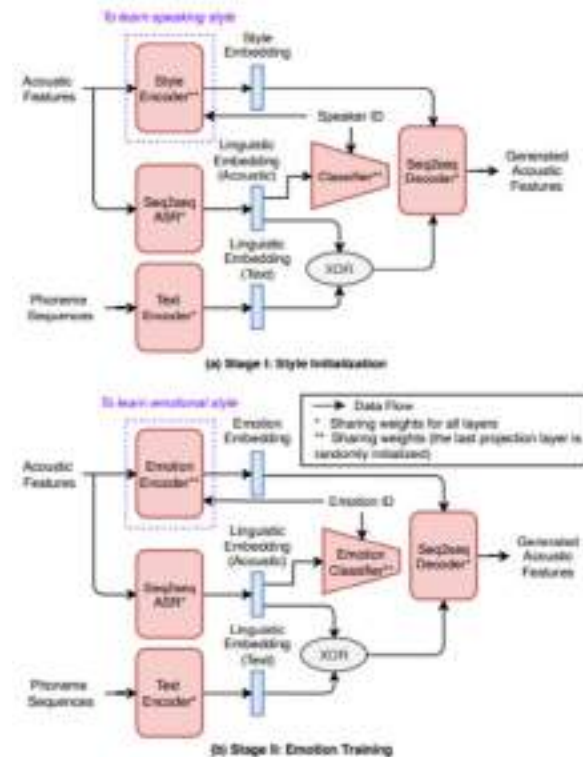 To learn speaking style
Style
Embedding
Acoustic
Features
Style
Encoder**
Speaker ID
Linguistic
Embedding
(Acoustic)
Classifier**
Seq2seq
Decoder*
Generated
Acoustic
Features
Seq2seq
ASR*
Linguistic
Embedding
(Text)
XOR
Phoneme
Sequences
Text
Encoder*
(a) Stage I: Style Initialization
To learn emotional style
Data Flow
* Sharing weights for all layers
** Sharing weights (the last projection layer is
randomly initialized)
Emotion
Embedding
Acoustic
Features
Emotion
Encoder**
Emotion ID
Linguistic
Embedding
(Acoustic)
Emotion
Classifier**
Seq2seq
Decoder*
Generated
Acoustic
Features
Seq2seq
ASR*
Linguistic
Embedding
(Text)
XOR
Phoneme
Sequences
Text
Encoder*
(b) Stage II: Emotion Training